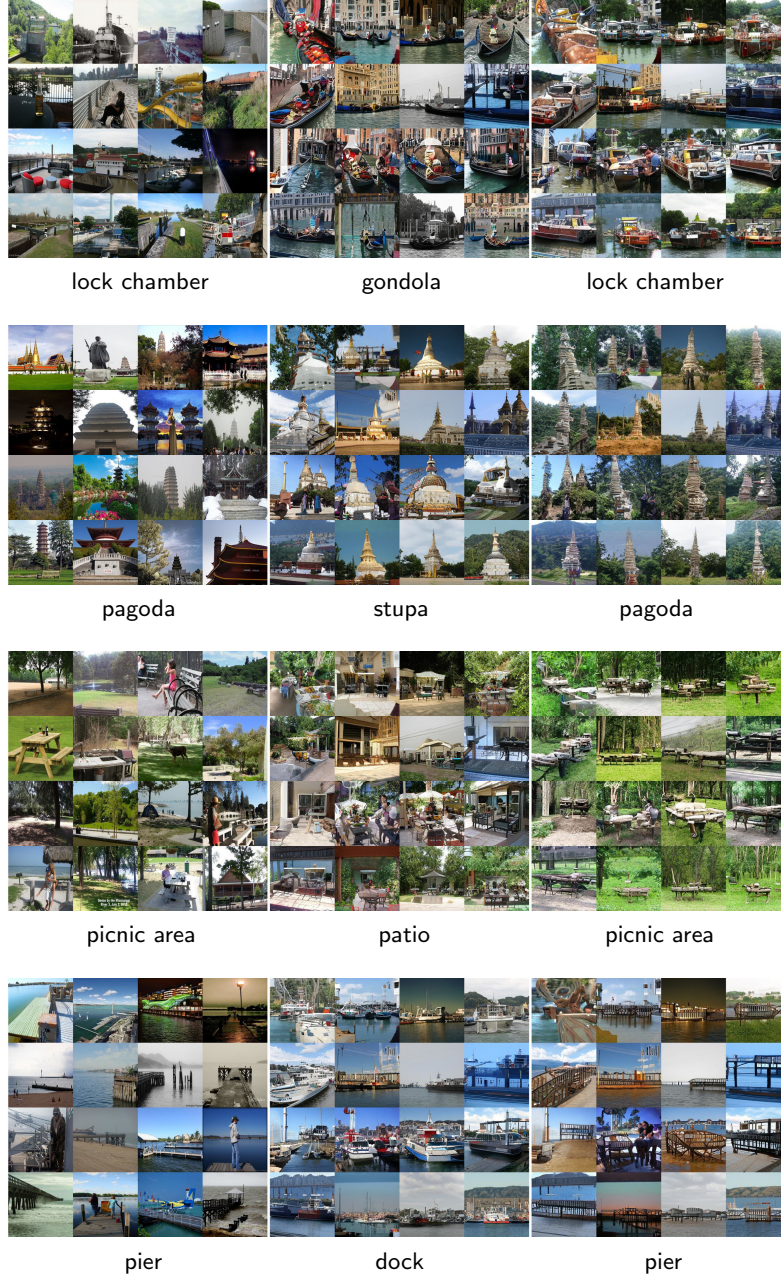 lock chamber
gondola
lock chamber
pagoda
stupa
pagoda
picnic area
patio
picnic area
pier
dock
pier